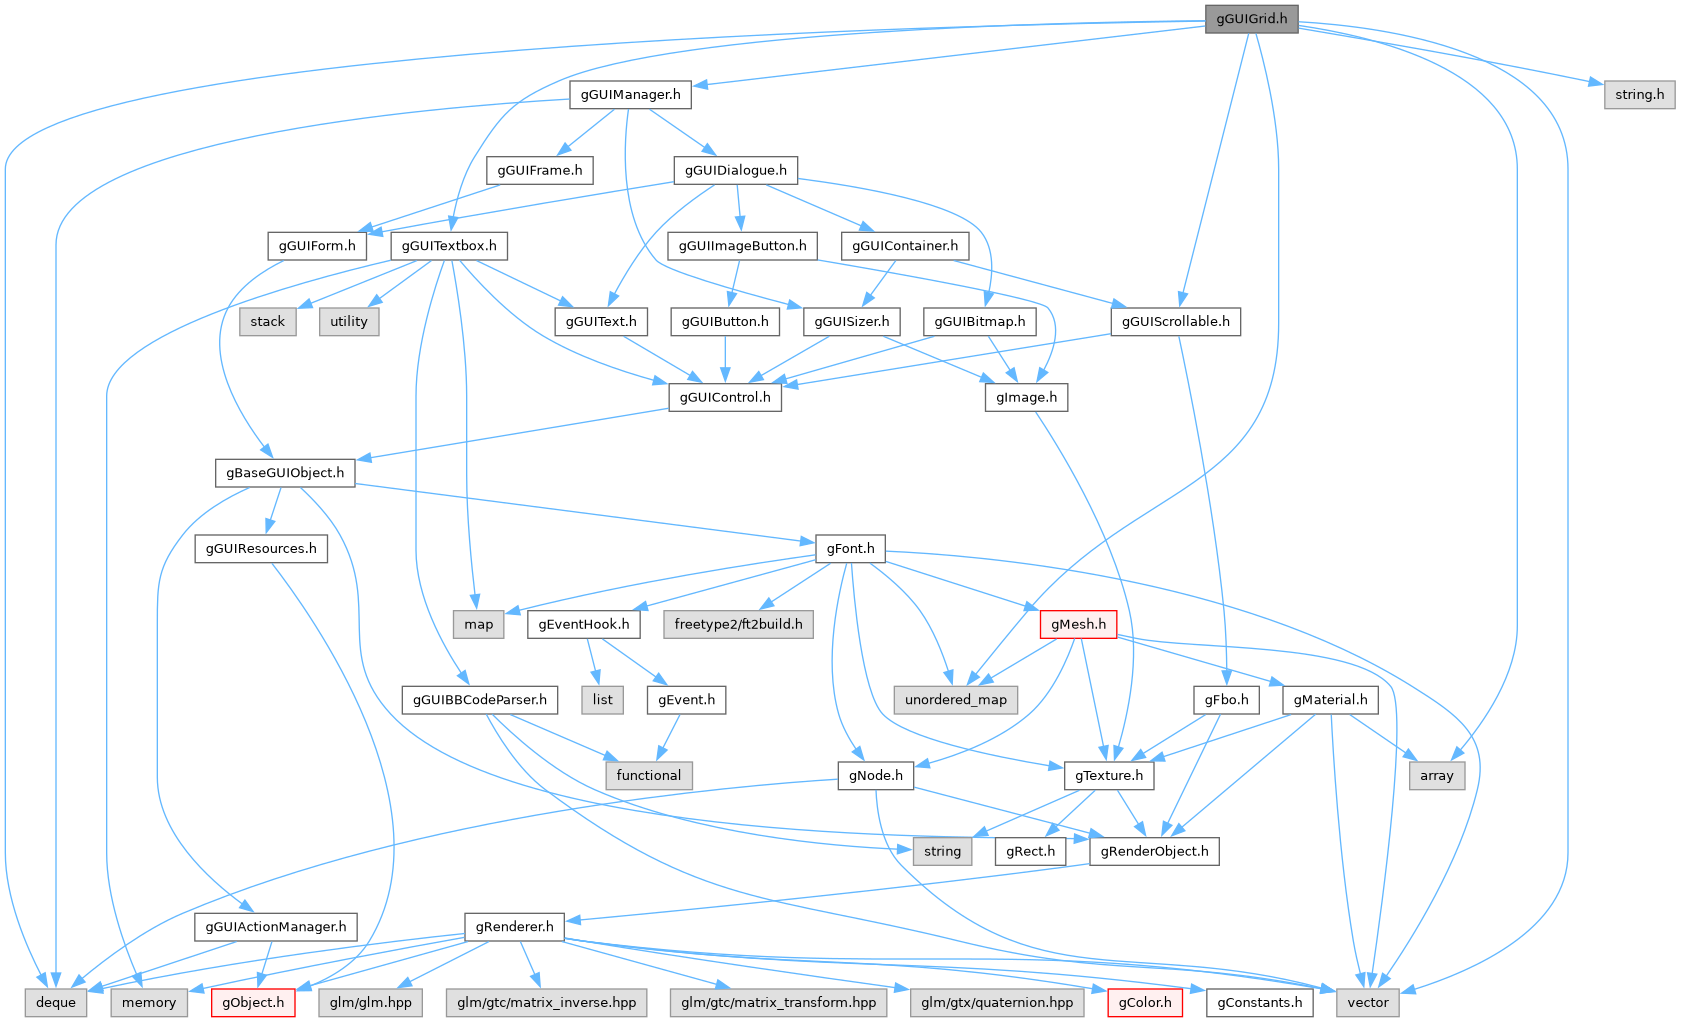 gGUIGrid.h
gGUIManager.h
string.h
gGUIFrame.h
gGUIDialogue.h
gGUIForm.h
gGUITextbox.h
gGUIImageButton.h
gGUIContainer.h
stack
utility
gGUIText.h
gGUIButton.h
gGUISizer.h
gGUIBitmap.h
gGUIScrollable.h
gGUIControl.h
gImage.h
gBaseGUIObject.h
gGUIResources.h
gFont.h
map
gEventHook.h
freetype2/ft2build.h
gMesh.h
gGUIBBCodeParser.h
list
gEvent.h
unordered_map
gFbo.h
gMaterial.h
functional
gNode.h
gTexture.h
array
string
gRect.h
gRenderObject.h
gGUIActionManager.h
gRenderer.h
deque
memory
gObject.h
glm/glm.hpp
glm/gtc/matrix_inverse.hpp
glm/gtc/matrix_transform.hpp
glm/gtx/quaternion.hpp
gColor.h
gConstants.h
vector